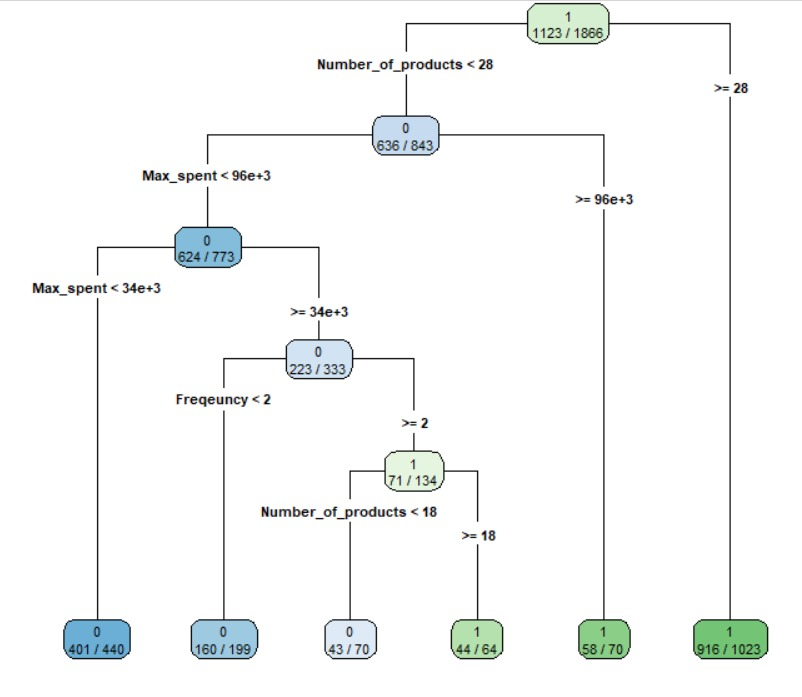 1
1123 / 1866
Number_of_products < 28
>= 28
0
636 / 843
Max_spent < 96e+3
>= 96e+3
0
624 / 773
Max_spent < 34e+3
>= 34e+3
0
223 / 333
Freqeuncy < 2
>= 2
1
71 / 134
Number_of_products < 18
>= 18
0
401 / 440
0
160 / 199
0
43 / 70
1
44 / 64
1
58 / 70
1
916 / 1023